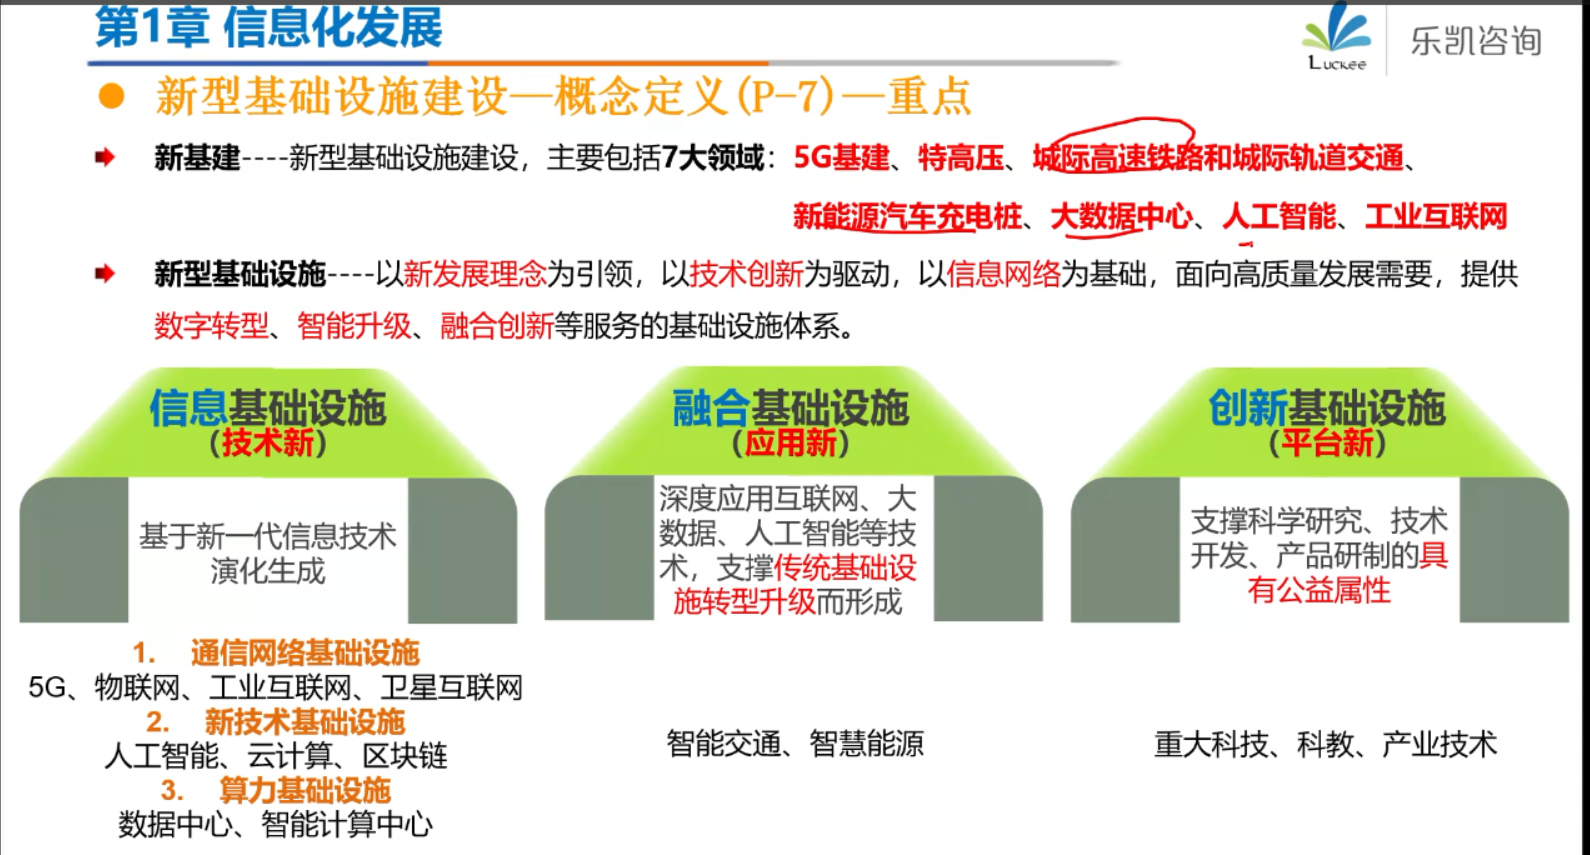 第1章 信息化发展
Luckee
乐凯咨询
新型基础设施建设—概念定义(P-7)—重点
新基建----新型基础设施建设，主要包括7大领域：5G基建、特高压、城际高速铁路和城际轨道交通、
新能源汽车充电桩、大数据中心、人工智能、工业互联网
新型基础设施----以新发展理念为引领，以技术创新为驱动，以信息网络为基础，面向高质量发展需要，提供
数字转型、智能升级、融合创新等服务的基础设施体系。
信息基础设施
（技术新）
基于新一代信息技术
演化生成
1. 通信网络基础设施
5G、物联网、工业互联网、卫星互联网
2. 新技术基础设施
人工智能、云计算、区块链
3. 算力基础设施
数据中心、智能计算中心
融合基础设施
（应用新）
深度应用互联网、大
数据、人工智能等技
术，支撑传统基础设
施转型升级而形成
智能交通、智慧能源
创新基础设施
（平台新）
支撑科学研究、技术
开发、产品研制的具
有公益属性
重大科技、科教、产业技术